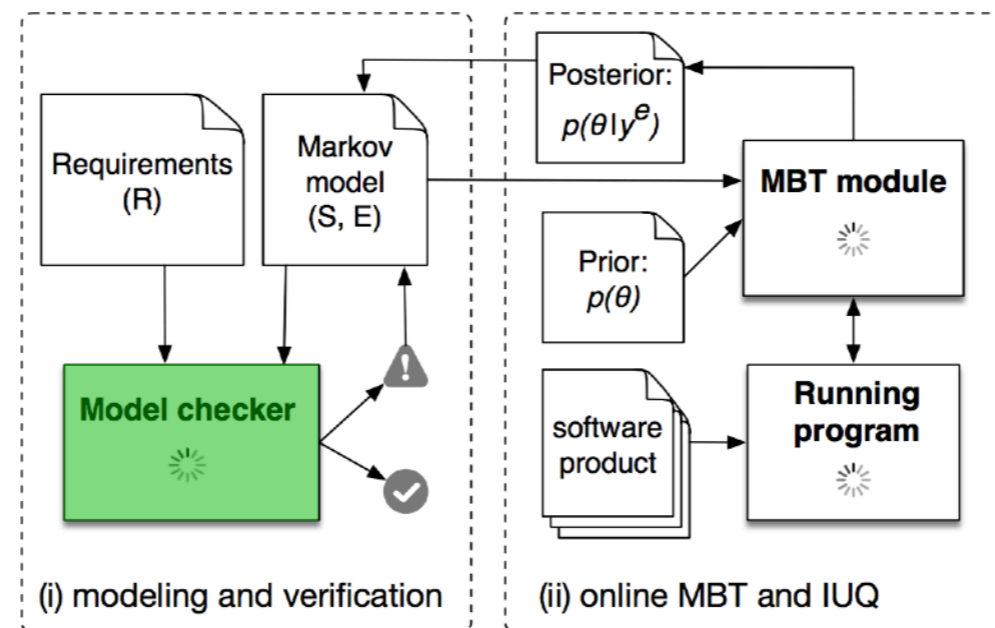 Requirements
(R)
Markov
model
(S, E)
Model checker
(i) modeling and verification
Posterior:
p(θ|yᵉ)
MBT module
Prior:
p(θ)
software
product
Running
program
(ii) online MBT and IUQ